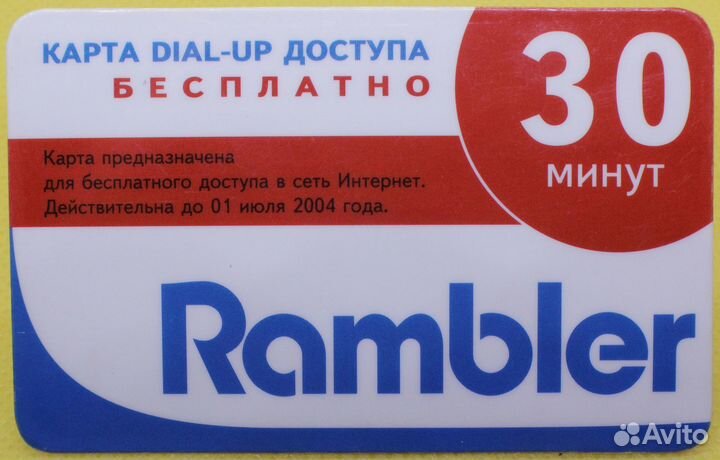 КАРТА DIAL-UP ДОСТУПА
БЕСПЛАТНО
30
МИНУТ
Карта предназначена
для бесплатного доступа в сеть Интернет.
Действительна до 01 июля 2004 года.
Rambler
Avito